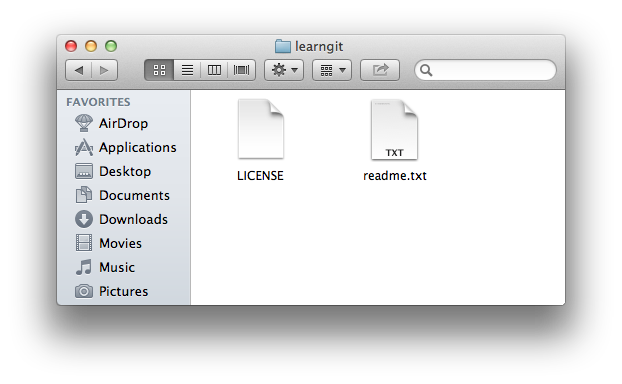 learngit
FAVORITES
AirDrop
Applications
Desktop
Documents
Downloads
Movies
Music
Pictures
TXT
LICENSE
readme.txt